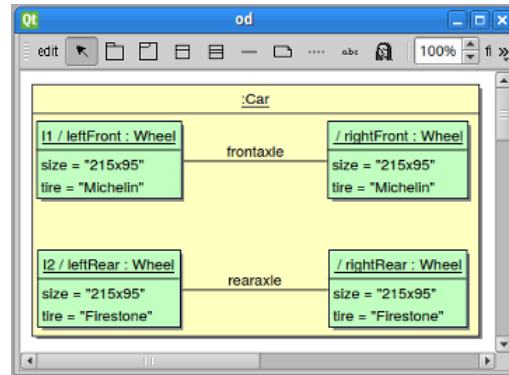 Qt od
edit abc 100% fi
:Car
l1 / leftFront : Wheel
size = "215x95"
tire = "Michelin"
frontaxle
/ rightFront : Wheel
size = "215x95"
tire = "Michelin"
l2 / leftRear : Wheel
size = "215x95"
tire = "Firestone"
rearaxle
/ rightRear : Wheel
size = "215x95"
tire = "Firestone"